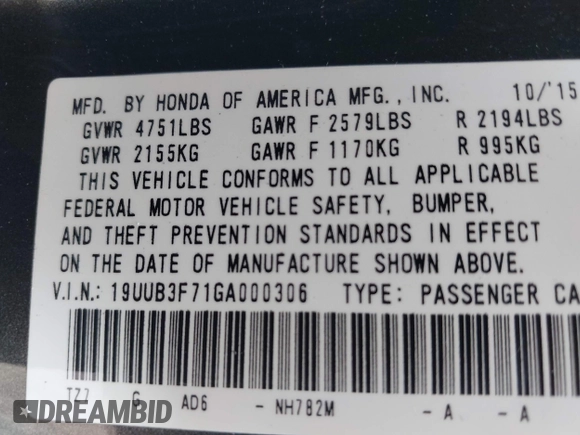 MFD. BY HONDA OF AMERICA MFG., INC. 10/'15
GVWR 4751LBS GAWR F 2579LBS R 2194LBS
GVWR 2155KG GAWR F 1170KG R 995KG
THIS VEHICLE CONFORMS TO ALL APPLICABLE
FEDERAL MOTOR VEHICLE SAFETY, BUMPER,
AND THEFT PREVENTION STANDARDS IN EFFECT
ON THE DATE OF MANUFACTURE SHOWN ABOVE.
V.I.N.: 19UUB3F71GA000306 TYPE: PASSENGER CA
G AD6 - NH782M - A - A
DREAMBID